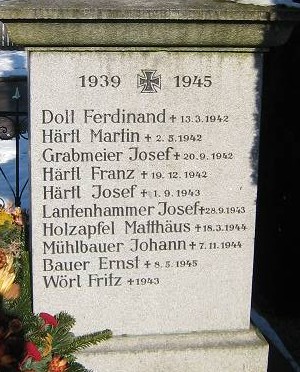 1939 1945
Doll Ferdinand + 13.3.1942
Härtl Martin + 2.5.1942
Grabmeier Josef + 20.9.1942
Härtl Franz + 19.12.1942
Härtl Josef + 1.9.1943
Lantenhammer Josef + 28.9.1943
Holzapfel Matthäus + 18.3.1944
Mühlbauer Johann + 7.11.1944
Bauer Ernst + 8.5.1945
Wörl Fritz + 1943